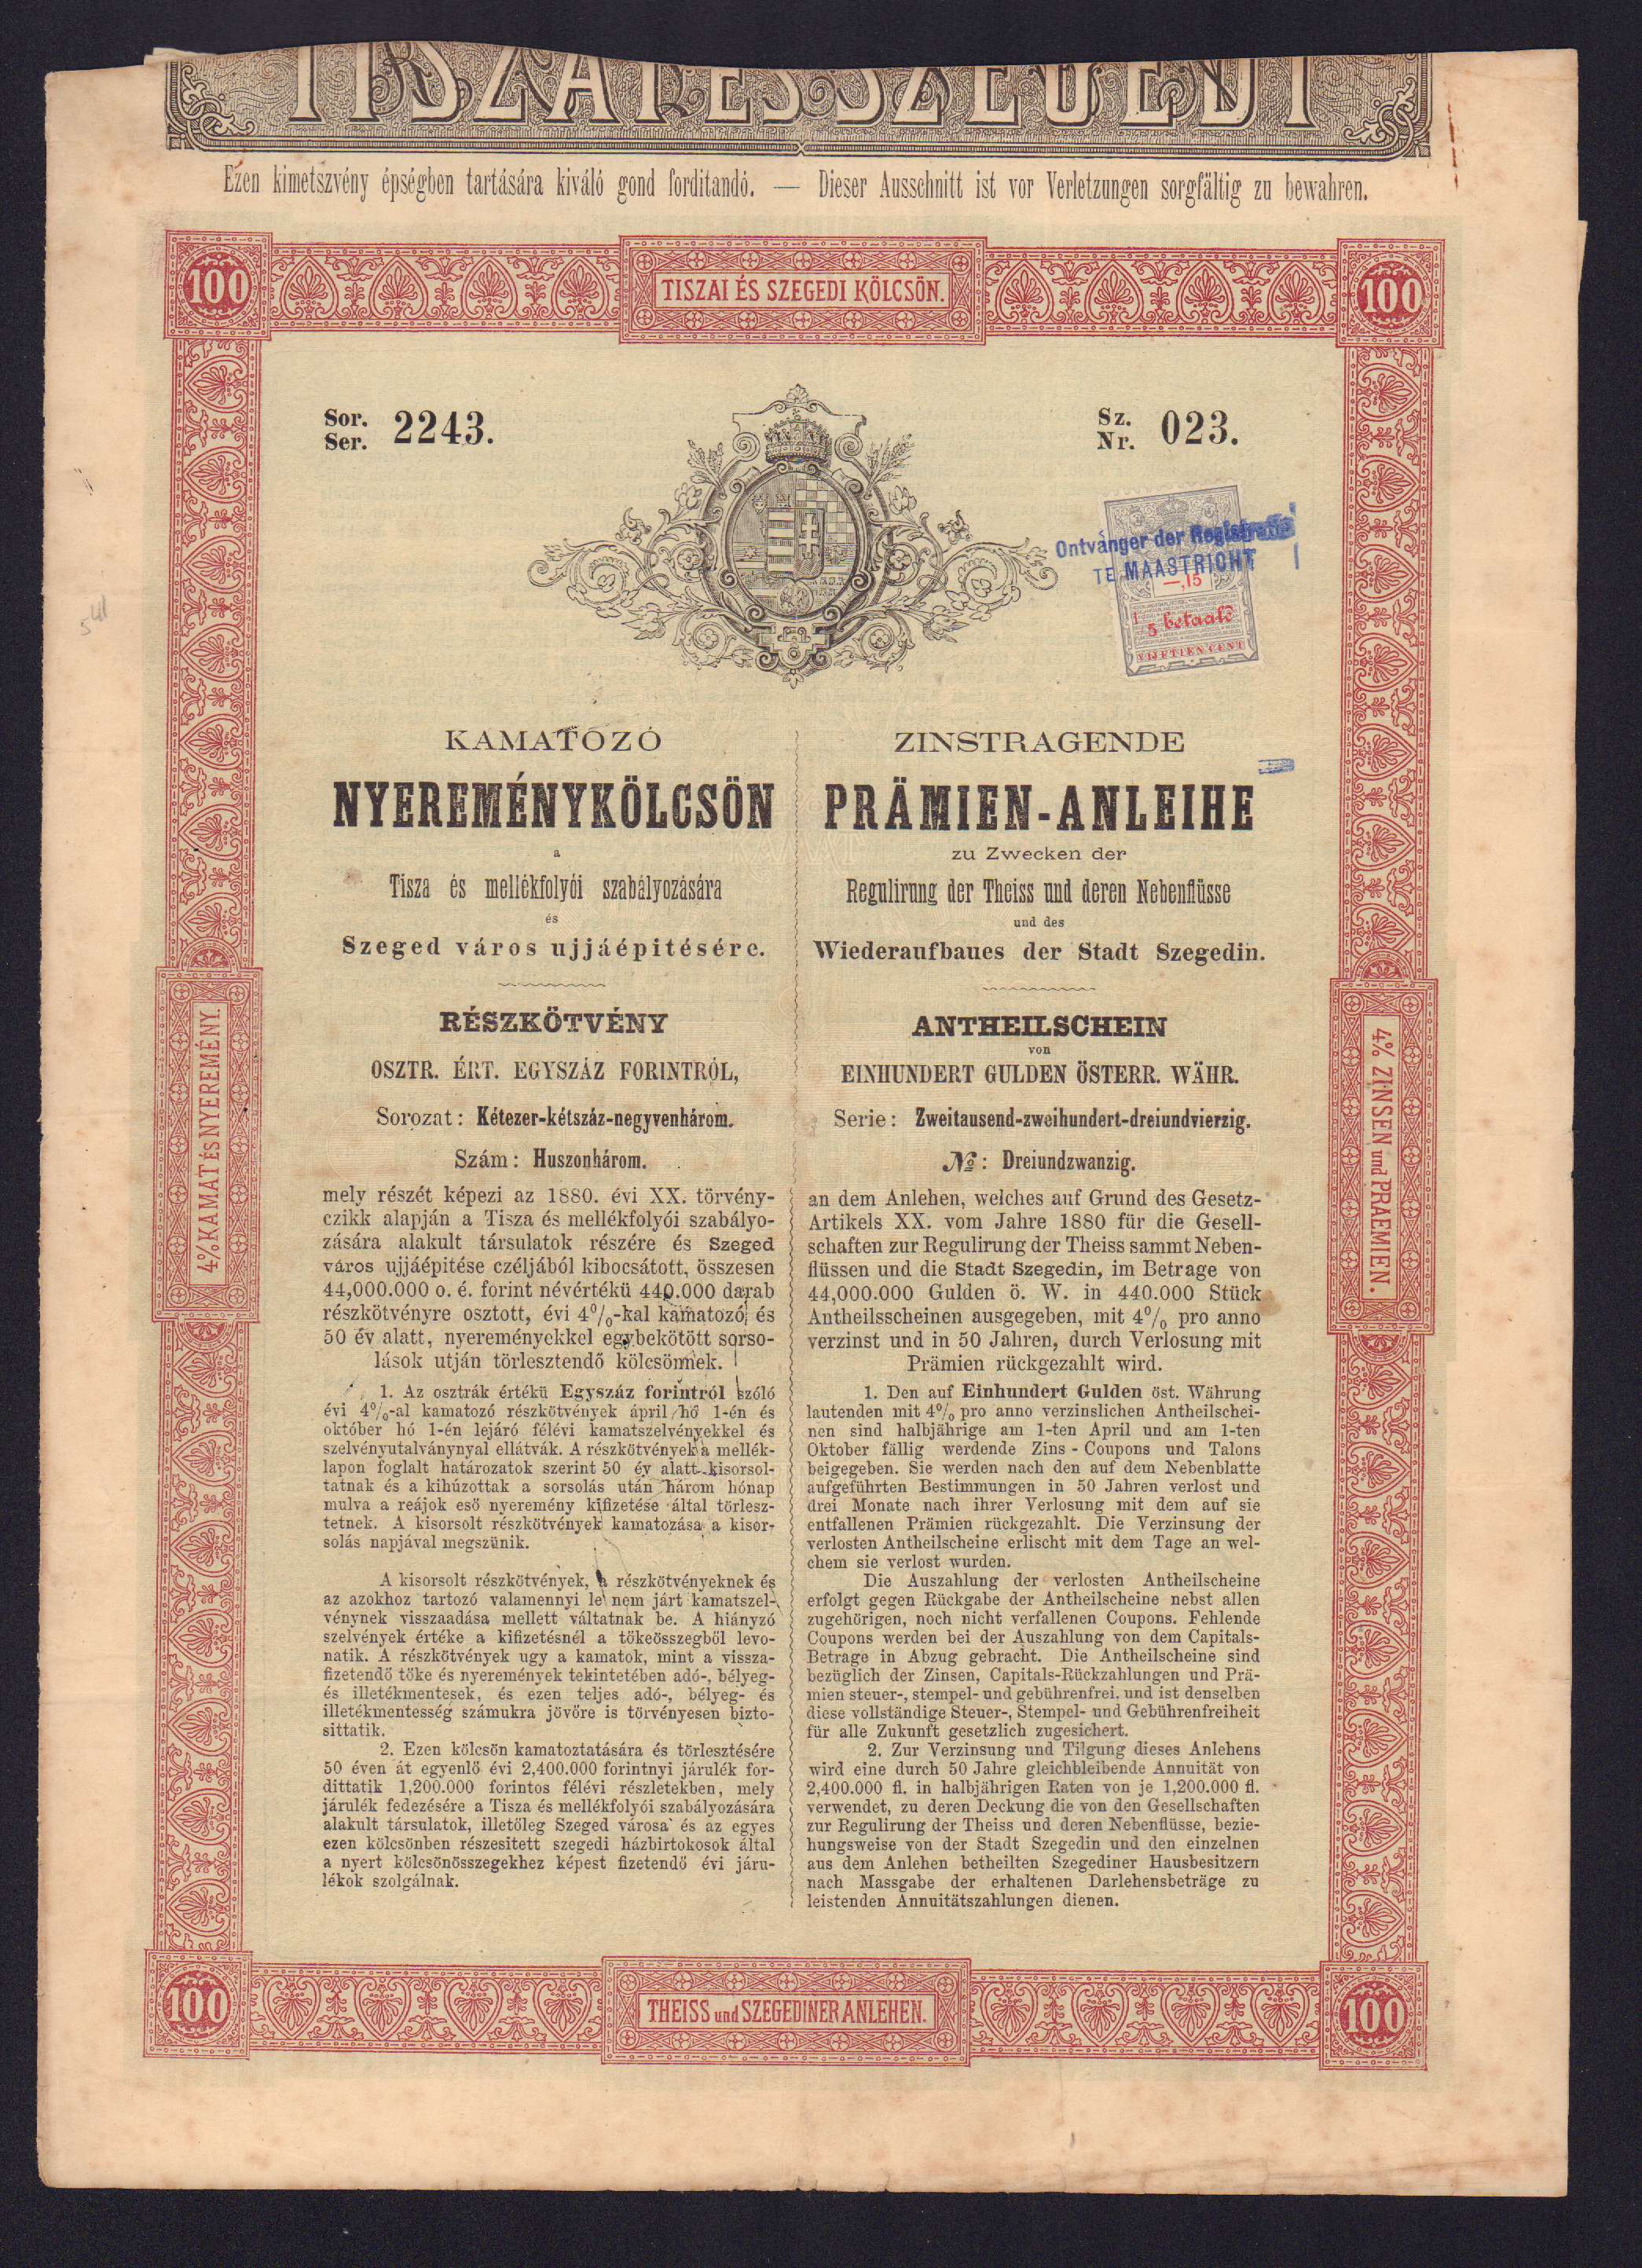 TISZAI ÉS SZEGEDI
Ezen kimetszvény épségben tartására kiváló gond forditandó. — Dieser Ausschnitt ist vor Verletzungen sorgfältig zu bewahren.
100
TISZAI ÉS SZEGEDI KÖLCSÖN.
100
Sor.
Ser. 2243.
Sz.
Nr. 023.
Ontvanger der Registratie
TE MAASTRICHT
—,15
5 betaald
VIJFTIEN CENT
KAMATOZÓ
NYEREMÉNYKÖLCSÖN
a
Tisza és mellékfolyói szabályozására
és
Szeged város ujjáépitésére.
RÉSZKÖTVÉNY
OSZTR. ÉRT. EGYSZÁZ FORINTRÓL,
Sorozat: Kétezer-kétszáz-negyvenhárom.
Szám: Huszonhárom.
mely részét képezi az 1880. évi XX. törvény-
czikk alapján a Tisza és mellékfolyói szabályo-
zására alakult társulatok részére és Szeged
város ujjáépitése czéljából kibocsátott, összesen
44,000.000 o. é. forint névértékü 440.000 darab
részkötvényre osztott, évi 4%-kal kamatozó és
50 év alatt, nyereményekkel egybekötött sorso-
lások utján törlesztendő kölcsönnek.
1. Az osztrák értékü Egyszáz forintról szóló
évi 4%-al kamatozó részkötvények ápril hó 1-én és
október hó 1-én lejáró félévi kamatszelvényekkel és
szelvényutalványnyal ellátvák. A részkötvények a mellék-
lapon foglalt határozatok szerint 50 év alatt kisorsol-
tatnak és a kihúzottak a sorsolás után három hónap
mulva a reájok eső nyeremény kifizetése által törlesz-
tetnek. A kisorsolt részkötvények kamatozása a kisor-
solás napjával megszünik.
A kisorsolt részkötvények, a részkötvényeknek és
az azokhoz tartozó valamennyi le nem járt kamatszel-
vénynek visszaadása mellett váltatnak be. A hiányzó
szelvények értéke a kifizetésnél a tökeösszegből levo-
natik. A részkötvények ugy a kamatok, mint a vissza-
fizetendő töke és nyeremények tekintetében adó-, bélyeg-
és illetékmentesek, és ezen teljes adó-, bélyeg- és
illetékmentesség számukra jövőre is törvényesen bizto-
sittatik.
2. Ezen kölcsön kamatoztatására és törlesztésére
50 éven át egyenlő évi 2,400.000 forintnyi járulék for-
dittatik 1,200.000 forintos félévi részletekben, mely
járulék fedezésére a Tisza és mellékfolyói szabályozására
alakult társulatok, illetőleg Szeged városa és az egyes
ezen kölcsönben részesitett szegedi házbirtokosok által
a nyert kölcsönösszegekhez képest fizetendő évi járu-
lékok szolgálnak.
ZINSTRAGENDE
PRÄMIEN-ANLEIHE
zu Zwecken der
Regulirung der Theiss und deren Nebenflüsse
und des
Wiederaufbaues der Stadt Szegedin.
ANTHEILSCHEIN
von
EINHUNDERT GULDEN ÖSTERR. WÄHR.
Serie: Zweitausend-zweihundert-dreiundvierzig.
No: Dreiundzwanzig.
an dem Anlehen, welches auf Grund des Gesetz-
Artikels XX. vom Jahre 1880 für die Gesell-
schaften zur Regulirung der Theiss sammt Neben-
flüssen und die Stadt Szegedin, im Betrage von
44,000.000 Gulden ö. W. in 440.000 Stück
Antheilsscheinen ausgegeben, mit 4% pro anno
verzinst und in 50 Jahren, durch Verlosung mit
Prämien rückgezahlt wird.
1. Den auf Einhundert Gulden öst. Währung
lautenden mit 4% pro anno verzinslichen Antheilschei-
nen sind halbjährige am 1-ten April und am 1-ten
Oktober fällig werdende Zins-Coupons und Talons
beigegeben. Sie werden nach den auf dem Nebenblatte
aufgeführten Bestimmungen in 50 Jahren verlost und
drei Monate nach ihrer Verlosung mit dem auf sie
entfallenen Prämien rückgezahlt. Die Verzinsung der
verlosten Antheilscheine erlischt mit dem Tage an wel-
chem sie verlost wurden.
Die Auszahlung der verlosten Antheilscheine
erfolgt gegen Rückgabe der Antheilscheine nebst allen
zugehörigen, noch nicht verfallenen Coupons. Fehlende
Coupons werden bei der Auszahlung von dem Capitals-
Betrage in Abzug gebracht. Die Antheilscheine sind
bezüglich der Zinsen, Capitals-Rückzahlungen und Prä-
mien steuer-, stempel- und gebührenfrei, und ist denselben
diese vollständige Steuer-, Stempel- und Gebührenfreiheit
für alle Zukunft gesetzlich zugesichert.
2. Zur Verzinsung und Tilgung dieses Anlehens
wird eine durch 50 Jahre gleichbleibende Annuität von
2,400.000 fl. in halbjährigen Raten von je 1,200.000 fl.
verwendet, zu deren Deckung die von den Gesellschaften
zur Regulirung der Theiss und deren Nebenflüsse, bezie-
hungsweise von der Stadt Szegedin und den einzelnen
aus dem Anlehen betheilten Szegediner Hausbesitzern
nach Massgabe der erhaltenen Darlehensbeträge zu
leistenden Annuitätszahlungen dienen.
4% KAMAT ÉS NYEREMÉNY.
4% ZINSEN und PRAEMIEN.
100
THEISS und SZEGEDINER ANLEHEN.
100